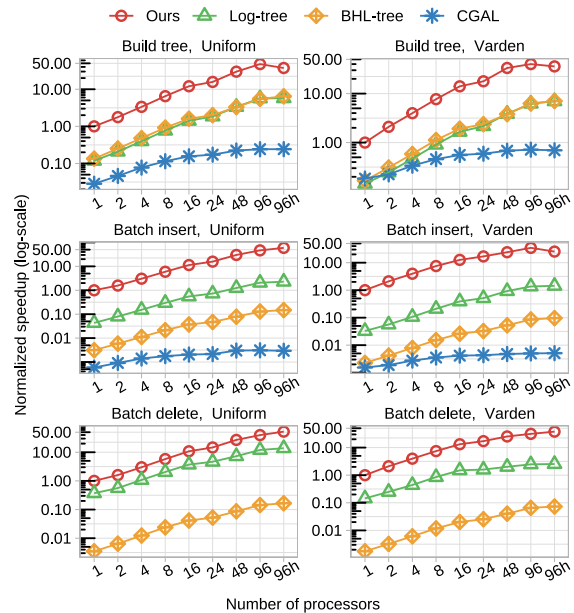 Ours Log-tree BHL-tree CGAL
Build tree, Uniform
50.00
10.00
1.00
0.10
1 2 4 8 16 24 48 96 96h
Build tree, Varden
50.00
10.00
1.00
1 2 4 8 16 24 48 96 96h
Normalized speedup (log-scale)
Batch insert, Uniform
50.00
10.00
1.00
0.10
0.01
1 2 4 8 16 24 48 96 96h
Batch insert, Varden
50.00
10.00
1.00
0.10
0.01
1 2 4 8 16 24 48 96 96h
Batch delete, Uniform
50.00
10.00
1.00
0.10
0.01
1 2 4 8 16 24 48 96 96h
Batch delete, Varden
50.00
10.00
1.00
0.10
0.01
1 2 4 8 16 24 48 96 96h
Number of processors